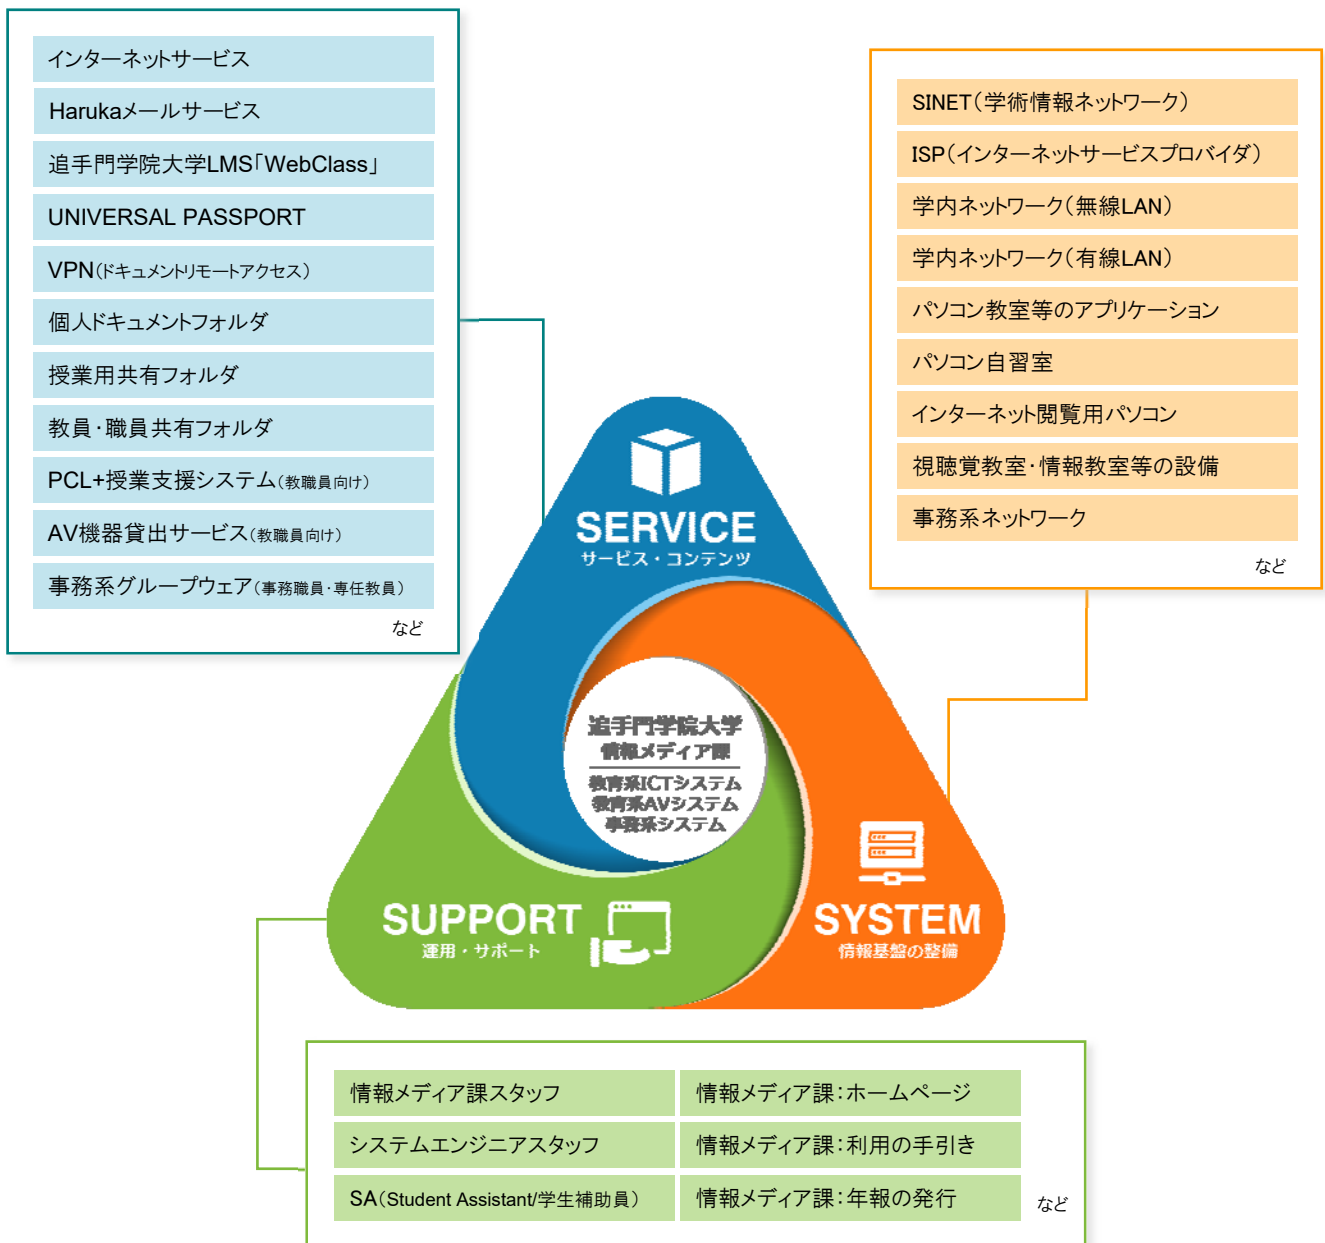 インターネットサービス
Harukaメールサービス
追手門学院大学LMS「WebClass」
UNIVERSAL PASSPORT
VPN（ドキュメントリモートアクセス）
個人ドキュメントフォルダ
授業用共有フォルダ
教員・職員共有フォルダ
PCL+授業支援システム（教職員向け）
AV機器貸出サービス（教職員向け）
事務系グループウェア（事務職員・専任教員）
など
SINET（学術情報ネットワーク）
ISP（インターネットサービスプロバイダ）
学内ネットワーク（無線LAN）
学内ネットワーク（有線LAN）
パソコン教室等のアプリケーション
パソコン自習室
インターネット閲覧用パソコン
視聴覚教室・情報教室等の設備
事務系ネットワーク
など
SERVICE
サービス・コンテンツ
追手門学院大学
情報メディア課
教育系ICTシステム
教育系AVシステム
事務系システム
SUPPORT
運用・サポート
SYSTEM
情報基盤の整備
情報メディア課スタッフ
情報メディア課：ホームページ
システムエンジニアスタッフ
情報メディア課：利用の手引き
SA（Student Assistant/学生補助員）
情報メディア課：年報の発行
など